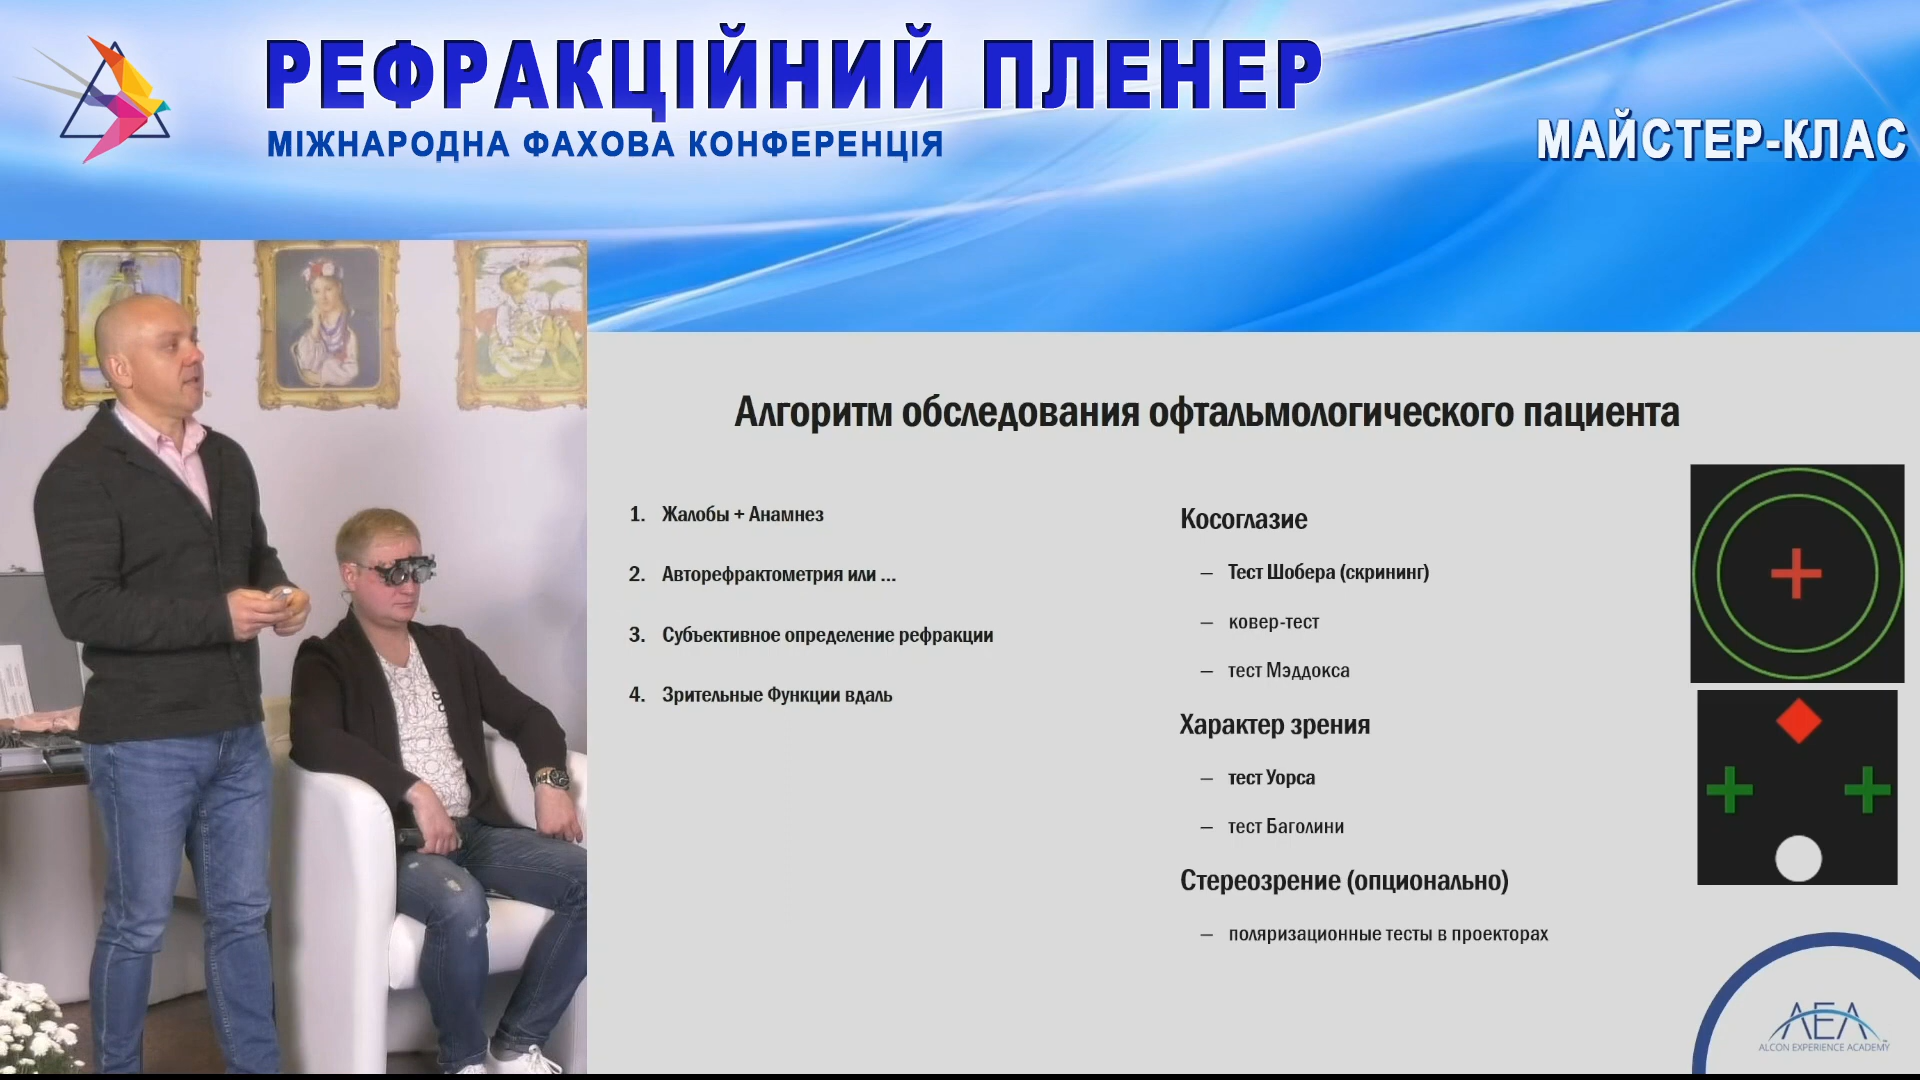 РЕФРАКЦІЙНИЙ ПЛЕНЕР
МІЖНАРОДНА ФАХОВА КОНФЕРЕНЦІЯ
МАЙСТЕР-КЛАС
Алгоритм обследования офтальмологического пациента
1. Жалобы + Анамнез
2. Авторефрактометрия или ...
3. Субъективное определение рефракции
4. Зрительные Функции вдаль
Косоглазие
– Тест Шобера (скрининг)
– ковер-тест
– тест Мэддокса
Характер зрения
– тест Уорса
– тест Баголини
Стереозрение (опционально)
– поляризационные тесты в проекторах
AEA
ALCON EXPERIENCE ACADEMY